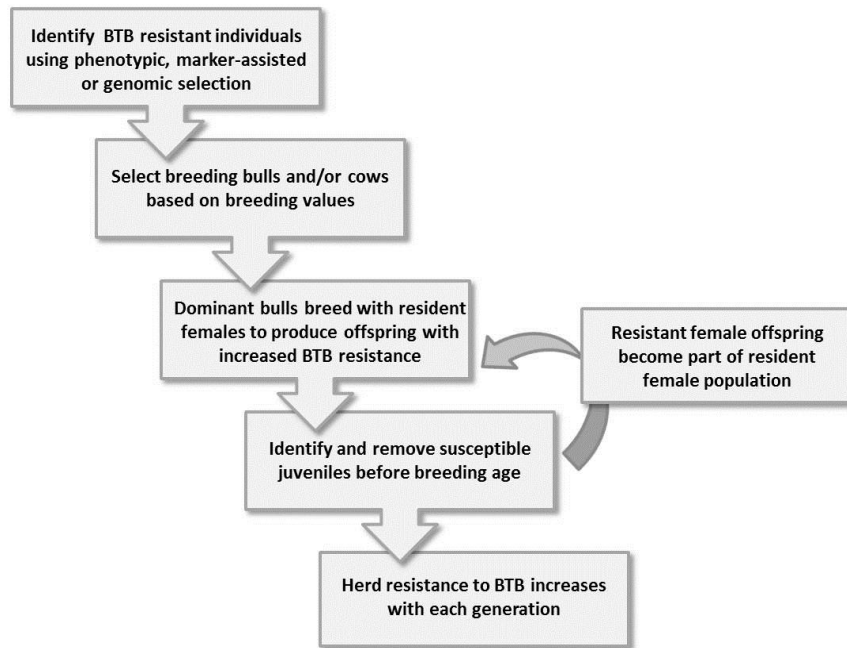 Identify BTB resistant individuals
using phenotypic, marker-assisted
or genomic selection
Select breeding bulls and/or cows
based on breeding values
Dominant bulls breed with resident
females to produce offspring with
increased BTB resistance
Resistant female offspring
become part of resident
female population
Identify and remove susceptible
juveniles before breeding age
Herd resistance to BTB increases
with each generation